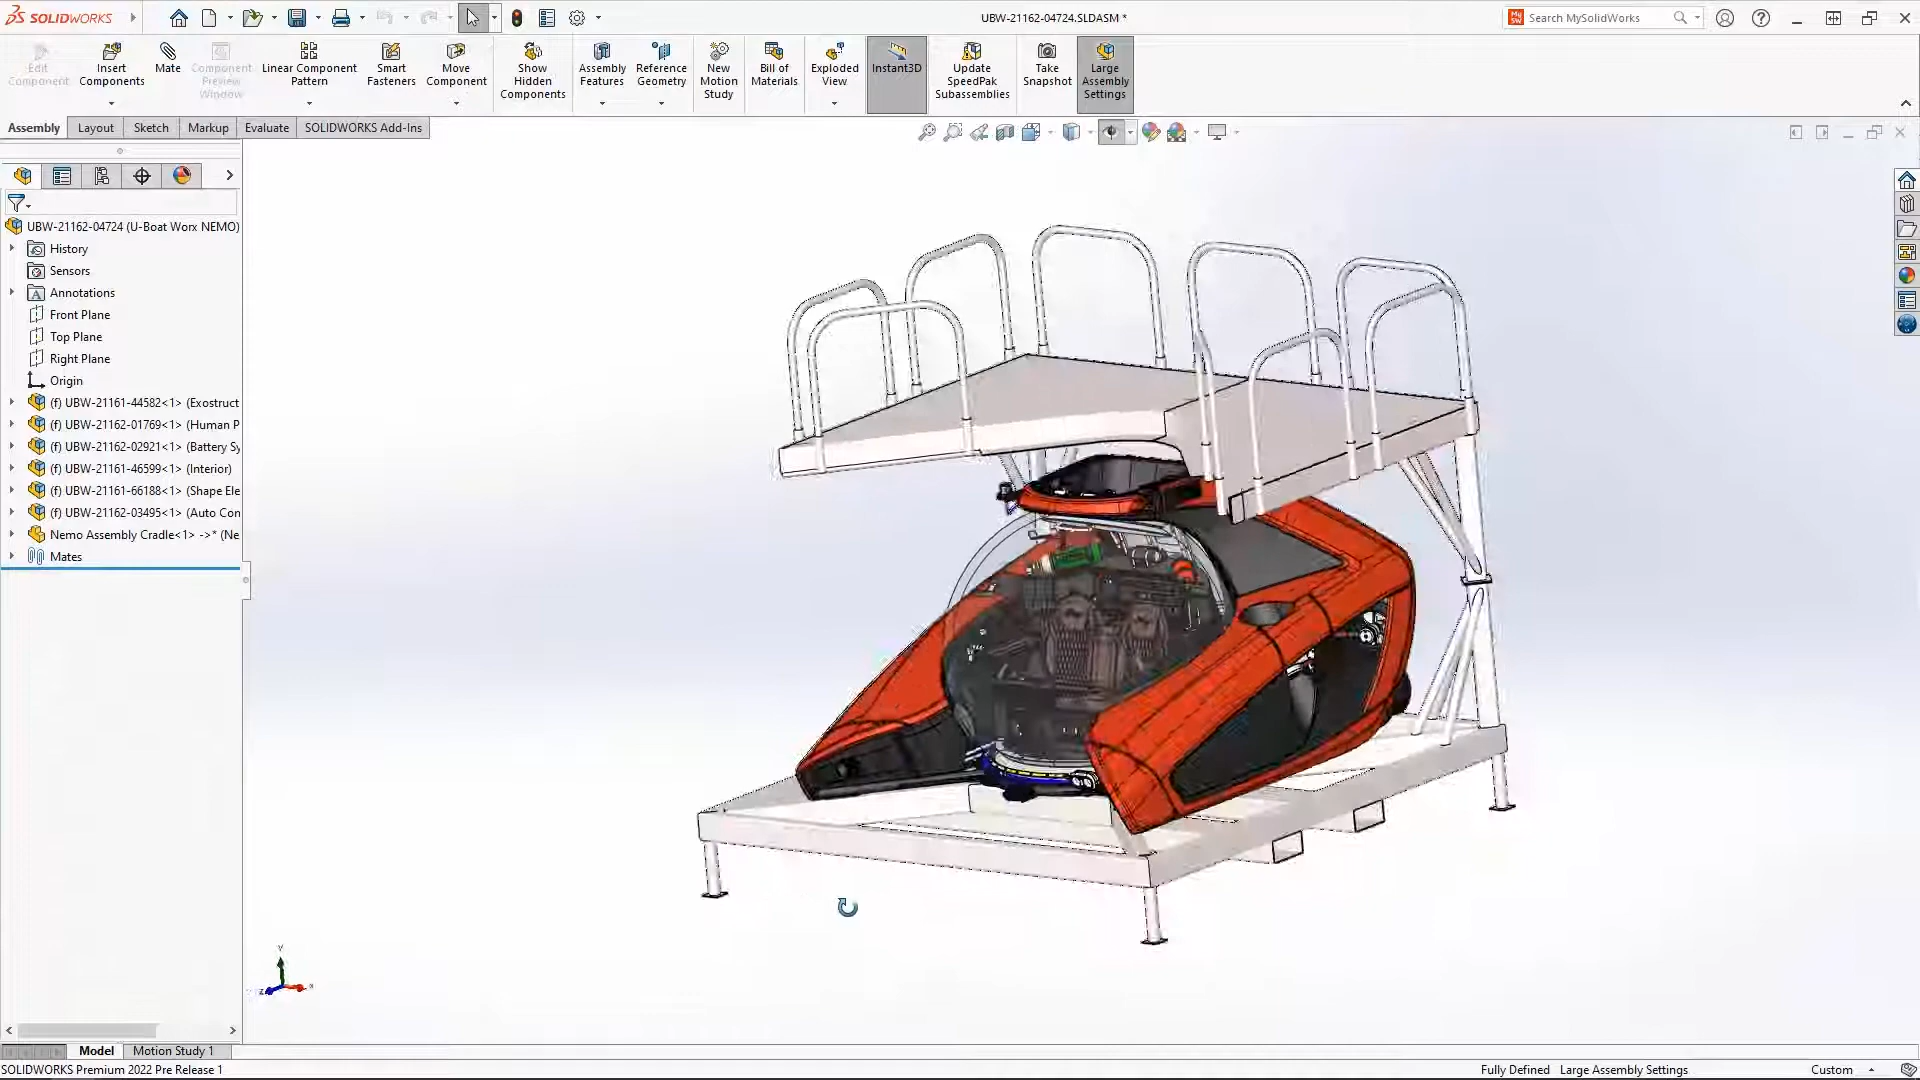 SOLIDWORKS
UBW-21162-04724.SLDASM *
Search MySolidWorks
Edit Component
Insert Components
Mate
Component Preview Window
Linear Component Pattern
Smart Fasteners
Move Component
Show Hidden Components
Assembly Features
Reference Geometry
New Motion Study
Bill of Materials
Exploded View
Instant3D
Update SpeedPak Subassemblies
Take Snapshot
Large Assembly Settings
Assembly
Layout
Sketch
Markup
Evaluate
SOLIDWORKS Add-Ins
UBW-21162-04724 (U-Boat Worx NEMO)
History
Sensors
Annotations
Front Plane
Top Plane
Right Plane
Origin
(f) UBW-21161-44582<1> (Exostruct
(f) UBW-21162-01769<1> (Human P
(f) UBW-21162-02921<1> (Battery Sy
(f) UBW-21161-46599<1> (Interior)
(f) UBW-21161-66188<1> (Shape Ele
(f) UBW-21162-03495<1> (Auto Con
Nemo Assembly Cradle<1> ->* (Ne
Mates
Y
Z
X
Model
Motion Study 1
SOLIDWORKS Premium 2022 Pre Release 1
Fully Defined
Large Assembly Settings
Custom